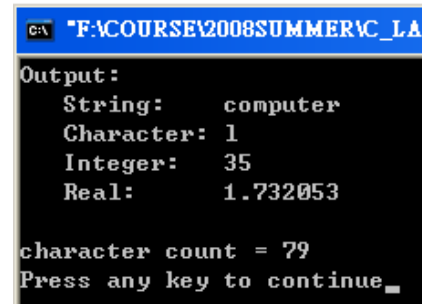 "F:\COURSE\2008SUMMER\C_LA
Output:
String: computer
Character: l
Integer: 35
Real: 1.732053
character count = 79
Press any key to continue_